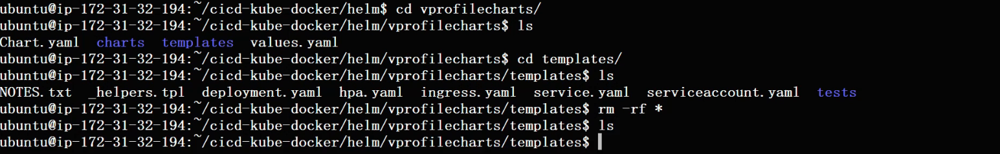 ubuntu@ip-172-31-32-194:~/cicd-kube-docker/helm$ cd vprofilecharts/
ubuntu@ip-172-31-32-194:~/cicd-kube-docker/helm/vprofilecharts$ ls
Chart.yaml  charts  templates  values.yaml
ubuntu@ip-172-31-32-194:~/cicd-kube-docker/helm/vprofilecharts$ cd templates/
ubuntu@ip-172-31-32-194:~/cicd-kube-docker/helm/vprofilecharts/templates$ ls
NOTES.txt  _helpers.tpl  deployment.yaml  hpa.yaml  ingress.yaml  service.yaml  serviceaccount.yaml  tests
ubuntu@ip-172-31-32-194:~/cicd-kube-docker/helm/vprofilecharts/templates$ rm -rf *
ubuntu@ip-172-31-32-194:~/cicd-kube-docker/helm/vprofilecharts/templates$ ls
ubuntu@ip-172-31-32-194:~/cicd-kube-docker/helm/vprofilecharts/templates$